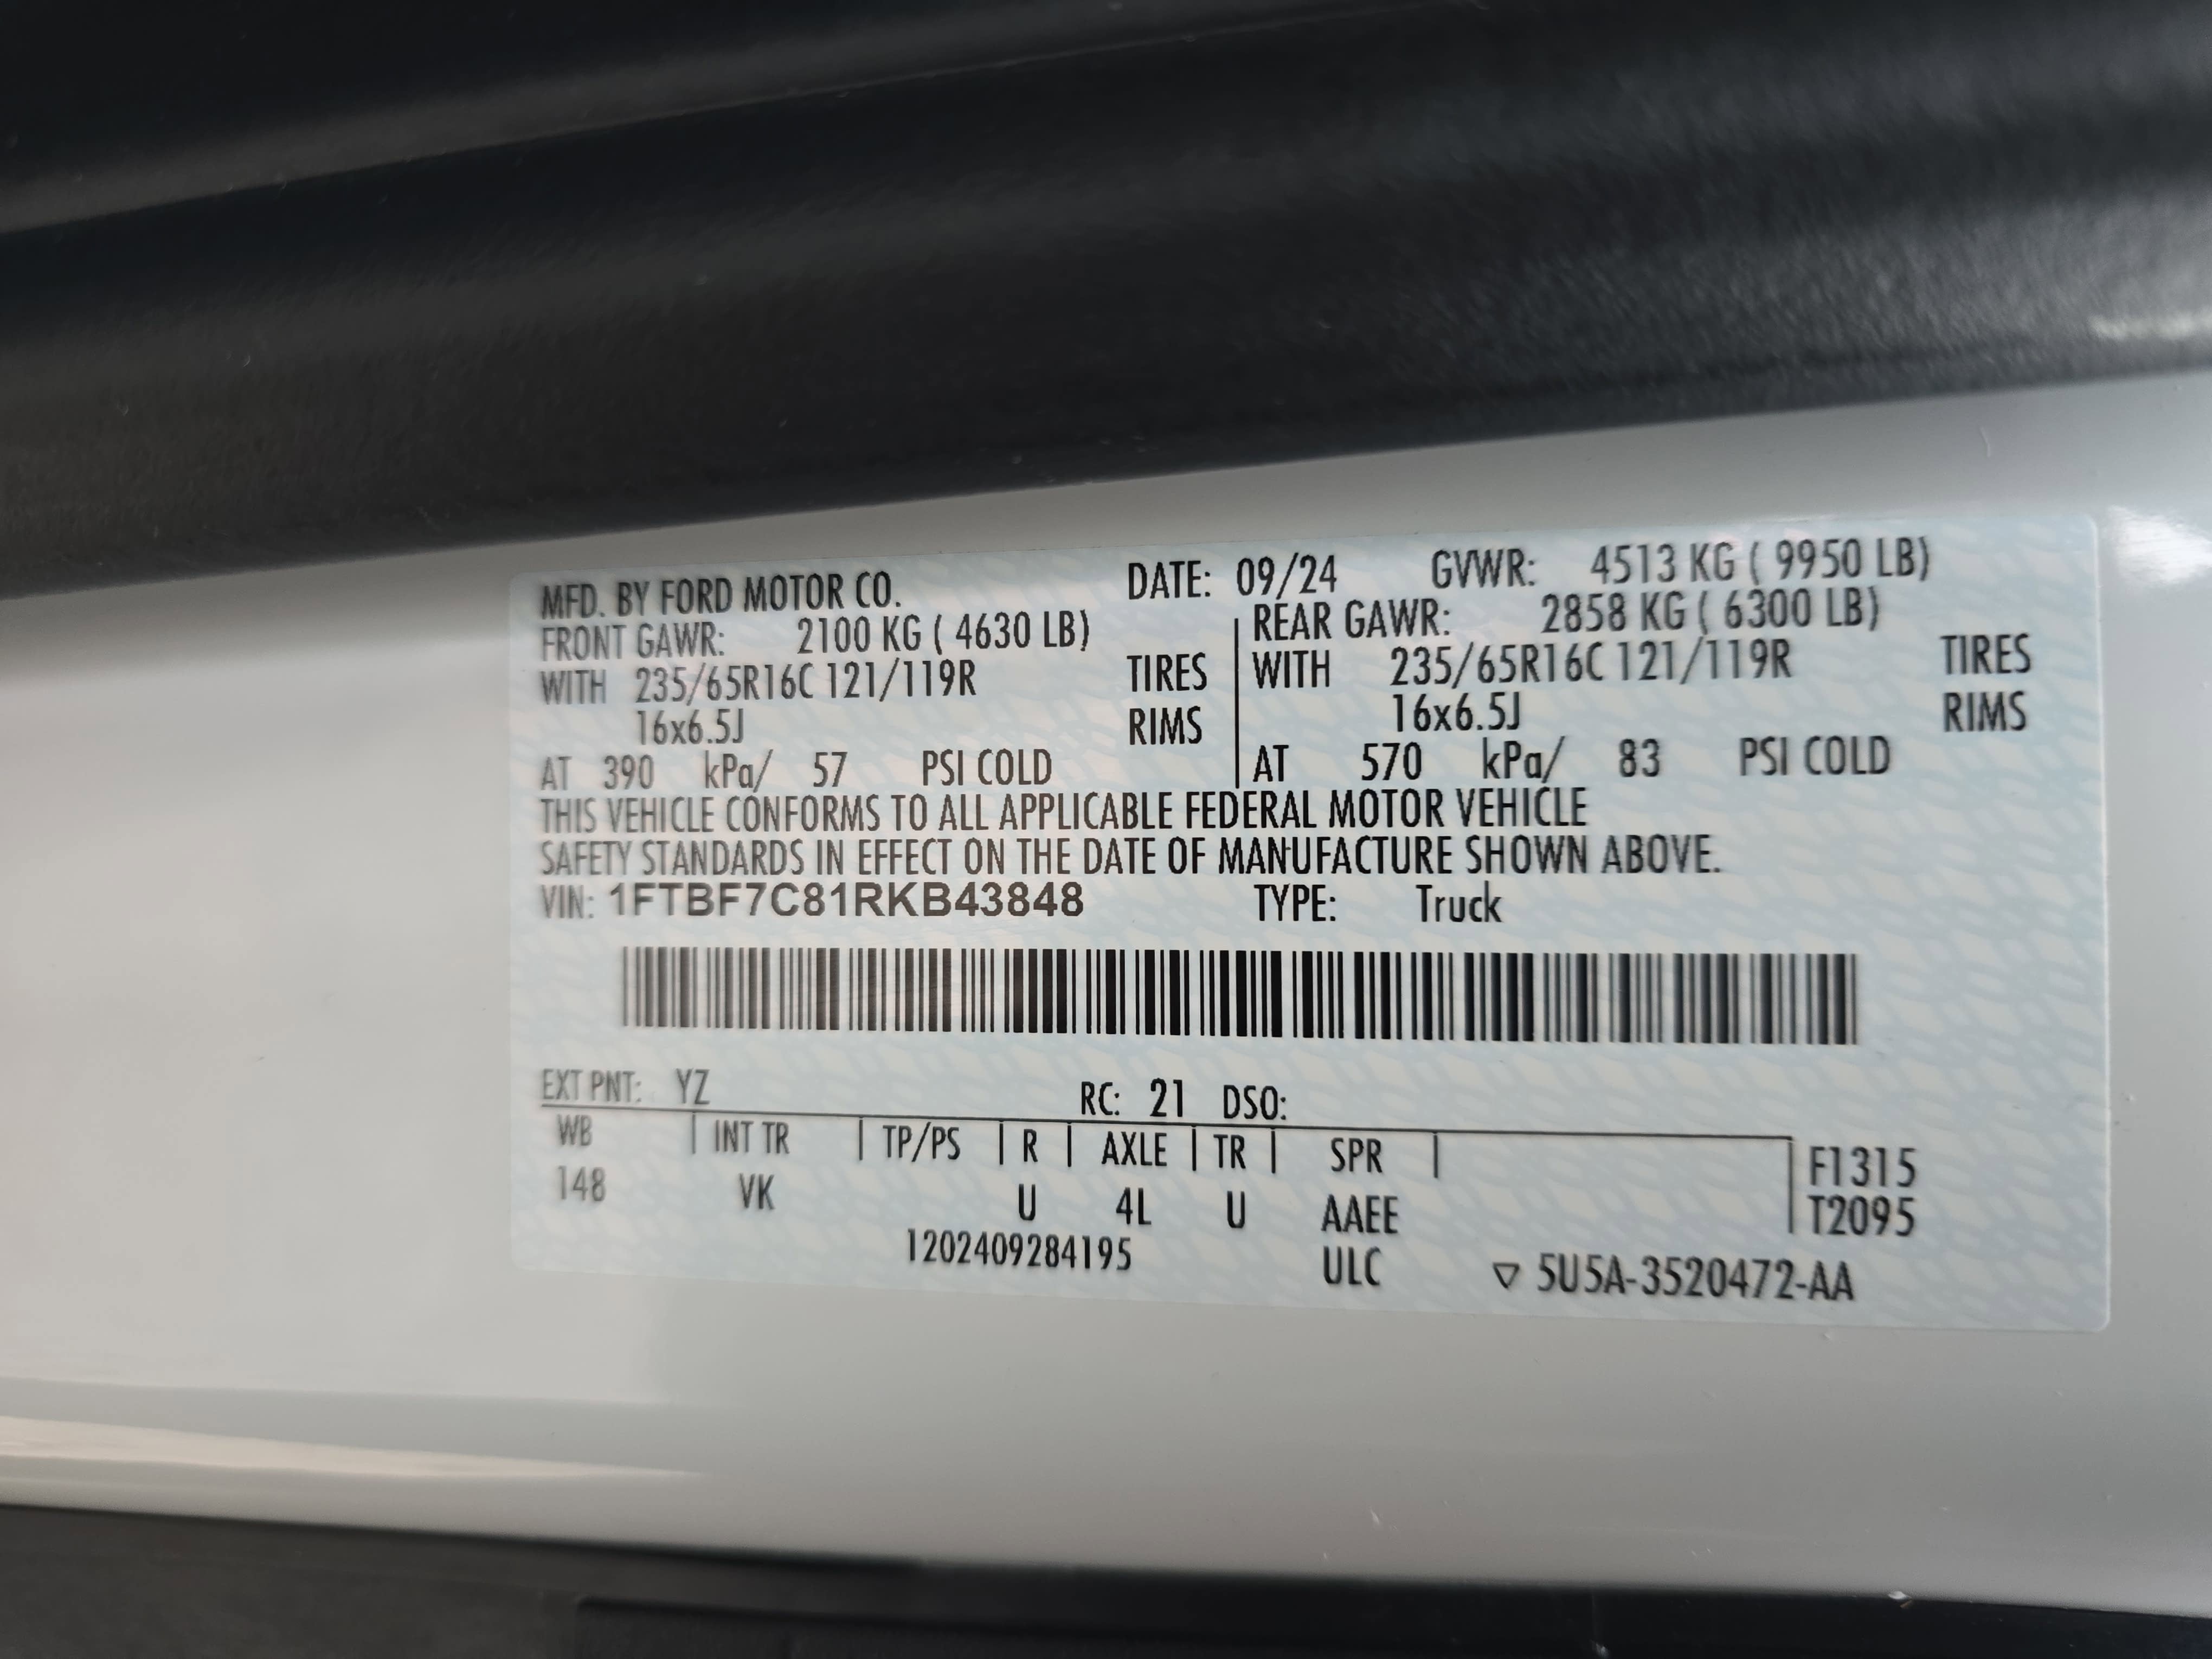 MFD. BY FORD MOTOR CO. DATE: 09/24 GVWR: 4513 KG ( 9950 LB)
FRONT GAWR: 2100 KG ( 4630 LB) REAR GAWR: 2858 KG ( 6300 LB)
WITH 235/65R16C 121/119R TIRES WITH 235/65R16C 121/119R TIRES
16x6.5J RIMS 16x6.5J RIMS
AT 390 kPa/ 57 PSI COLD AT 570 kPa/ 83 PSI COLD
THIS VEHICLE CONFORMS TO ALL APPLICABLE FEDERAL MOTOR VEHICLE
SAFETY STANDARDS IN EFFECT ON THE DATE OF MANUFACTURE SHOWN ABOVE.
VIN: 1FTBF7C81RKB43848 TYPE: Truck
EXT PNT: YZ RC: 21 DSO:
WB | INT TR | TP/PS | R | AXLE | TR | SPR | F1315
148 VK U 4L U AAEE T2095
1202409284195 ULC ▽ 5U5A-3520472-AA